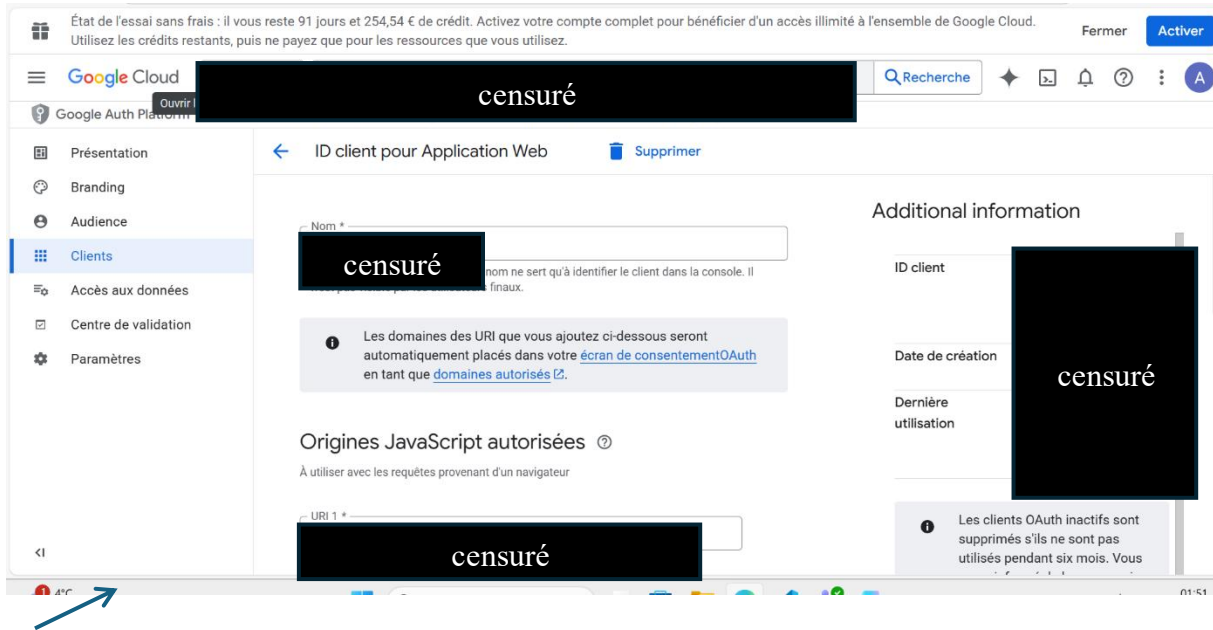 État de l'essai sans frais : il vous reste 91 jours et 254,54 € de crédit. Activez votre compte complet pour bénéficier d'un accès illimité à l'ensemble de Google Cloud.
Utilisez les crédits restants, puis ne payez que pour les ressources que vous utilisez.
Fermer
Activer
Google Cloud
censuré
Recherche
A
Ouvrir
Google Auth Platform
Présentation
Branding
Audience
Clients
Accès aux données
Centre de validation
Paramètres
ID client pour Application Web
Supprimer
Nom *
censuré
nom ne sert qu'à identifier le client dans la console. Il
finaux.
Les domaines des URI que vous ajoutez ci-dessous seront
automatiquement placés dans votre écran de consentementOAuth
en tant que domaines autorisés.
Origines JavaScript autorisées
À utiliser avec les requêtes provenant d'un navigateur
URI 1 *
censuré
Additional information
ID client
Date de création
censuré
Dernière
utilisation
Les clients OAuth inactifs sont
supprimés s'ils ne sont pas
utilisés pendant six mois. Vous
1
4°C
01:51